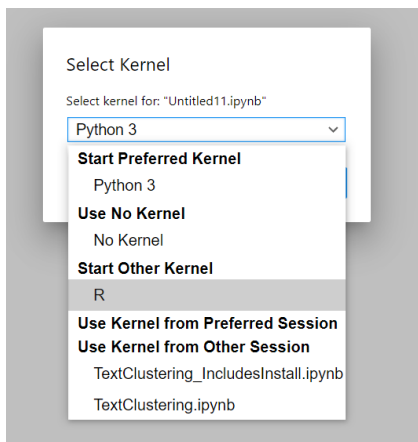 Select Kernel
Select kernel for: "Untitled11.ipynb"
Python 3
Start Preferred Kernel
Python 3
Use No Kernel
No Kernel
Start Other Kernel
R
Use Kernel from Preferred Session
Use Kernel from Other Session
TextClustering_IncludesInstall.ipynb
TextClustering.ipynb